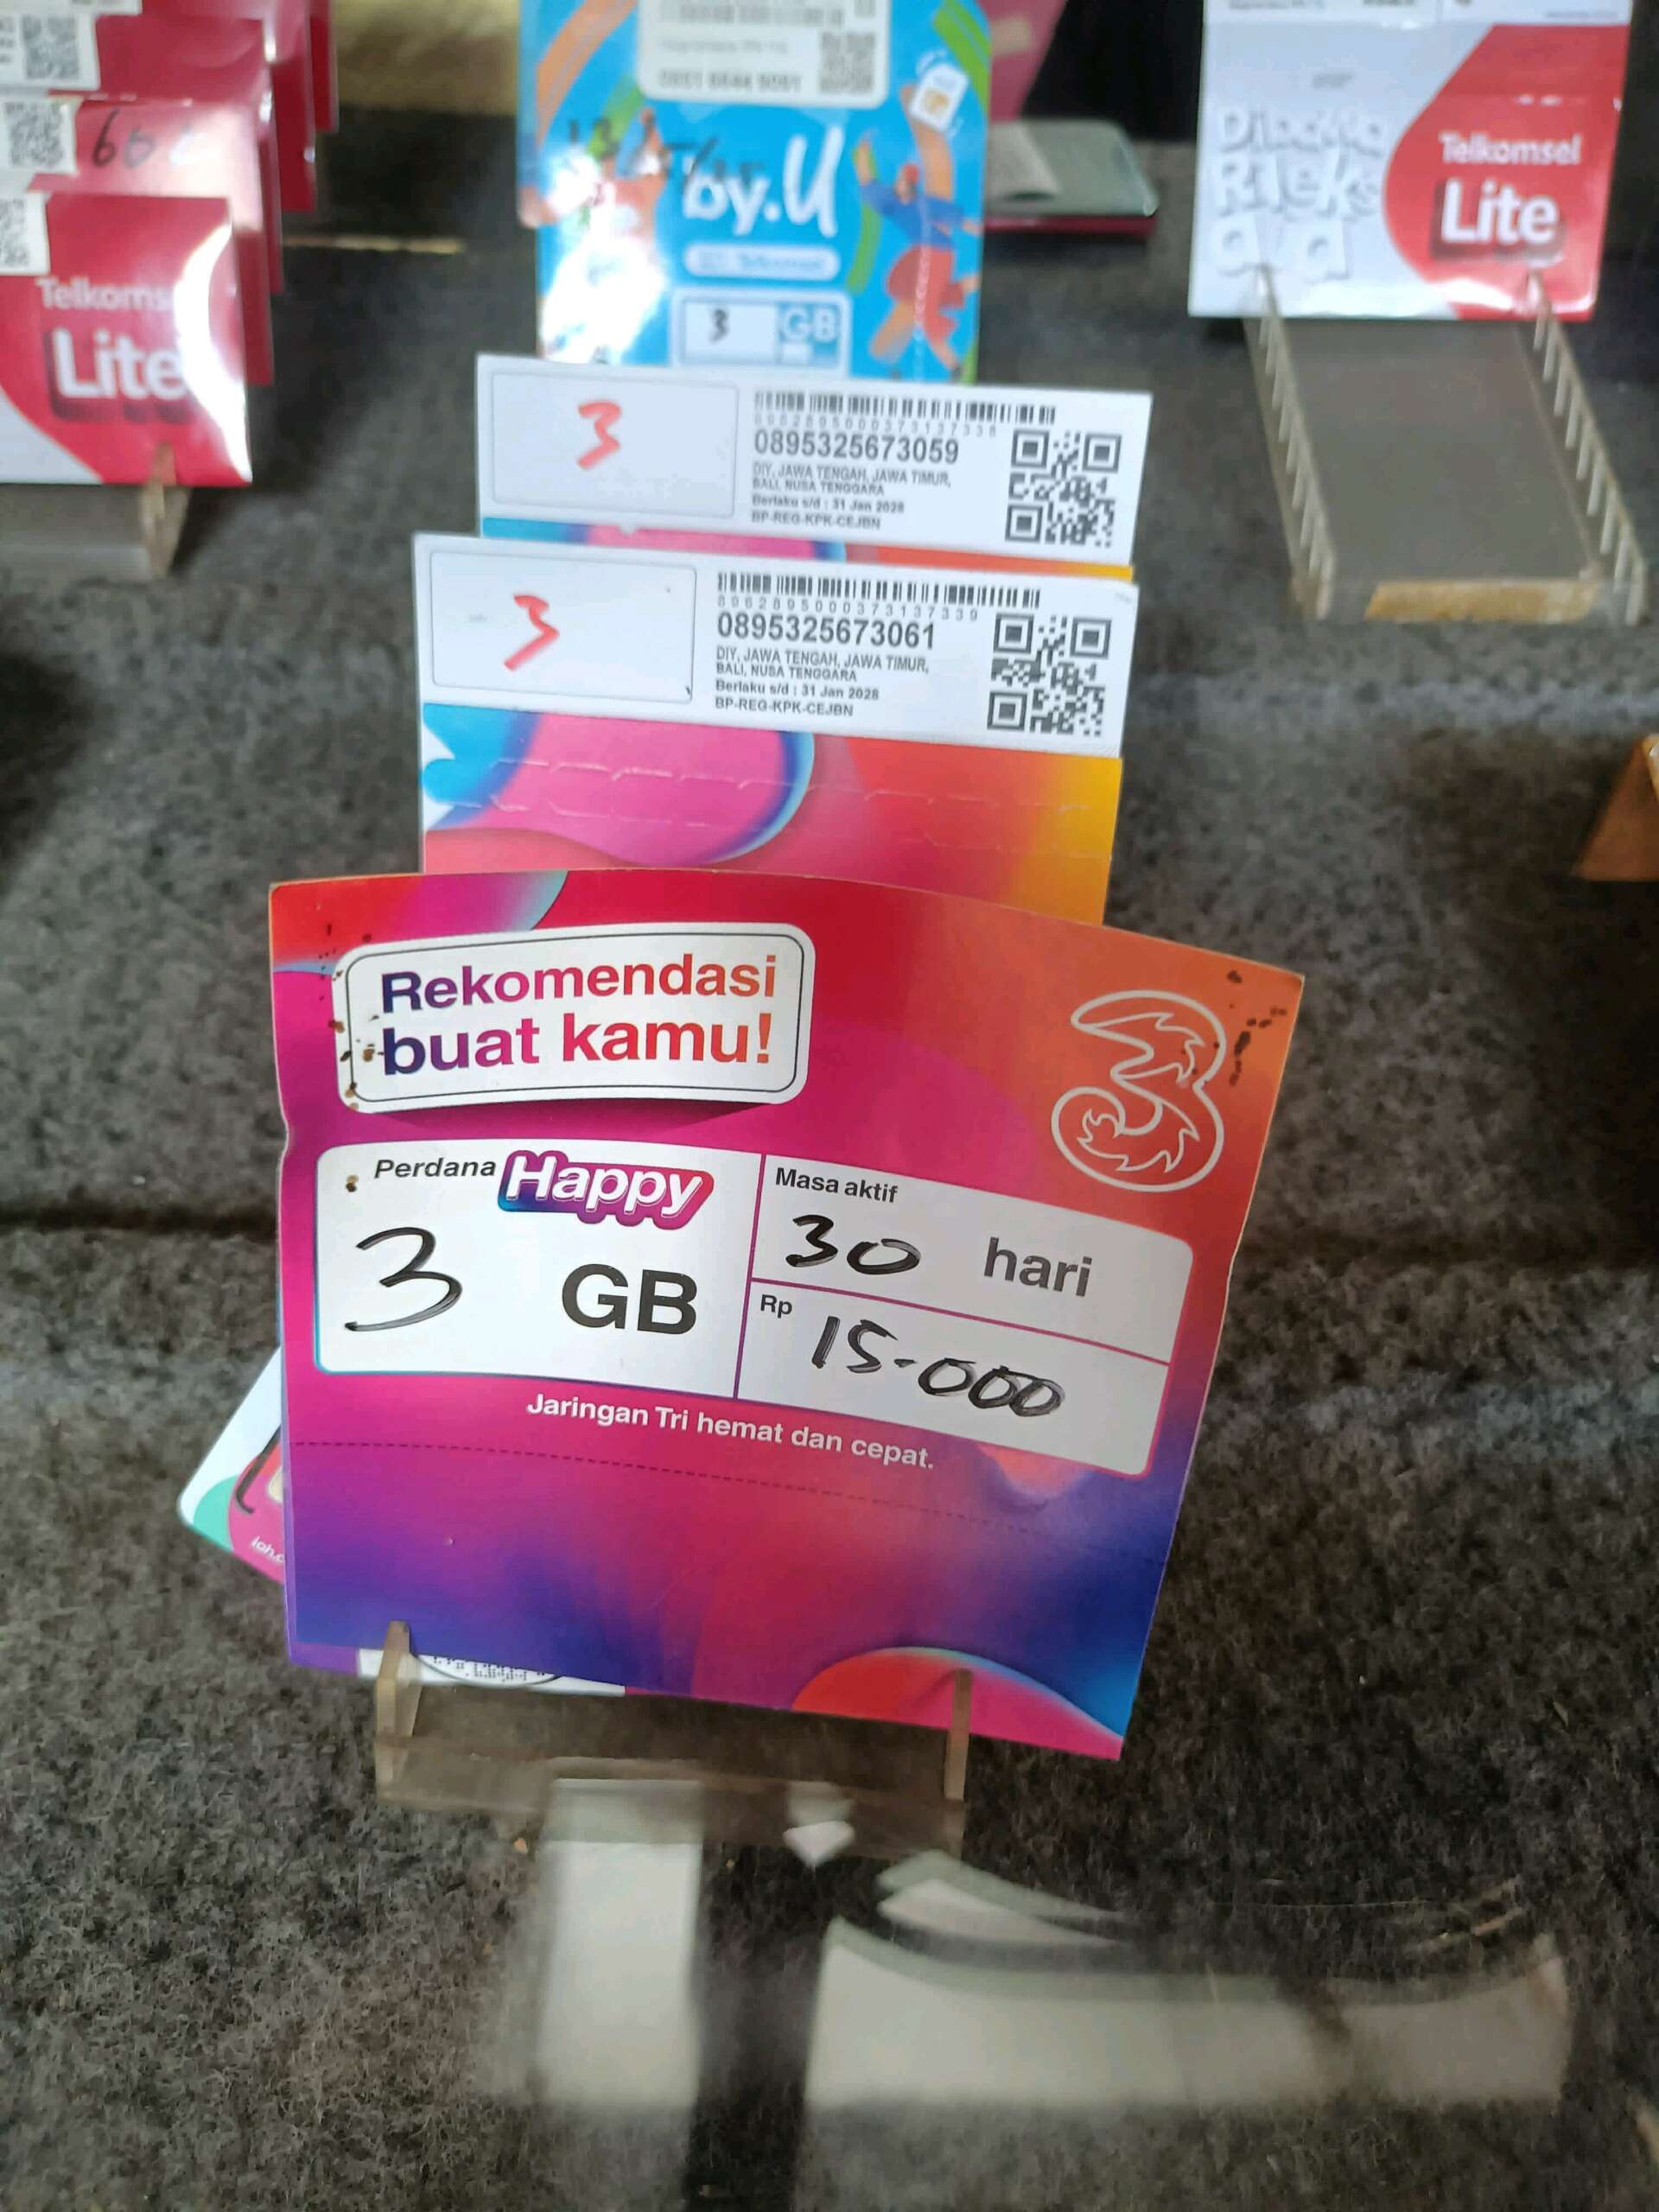 66
Telkoms
Lite
by.U
3 GB
Telkomsel
Lite
3
0895325673059
DIY, JAWA TENGAH, JAWA TIMUR,
BALI, NUSA TENGGARA
Berlaku s/d : 31 Jan 2028
BP-REG-KPK-CEJBN
3
8962895000373137339
0895325673061
DIY, JAWA TENGAH, JAWA TIMUR,
BALI, NUSA TENGGARA
Berlaku s/d : 31 Jan 2028
BP-REG-KPK-CEJBN
Rekomendasi
buat kamu!
3
Perdana Happy
3 GB
Masa aktif
30 hari
Rp
15.000
Jaringan Tri hemat dan cepat.